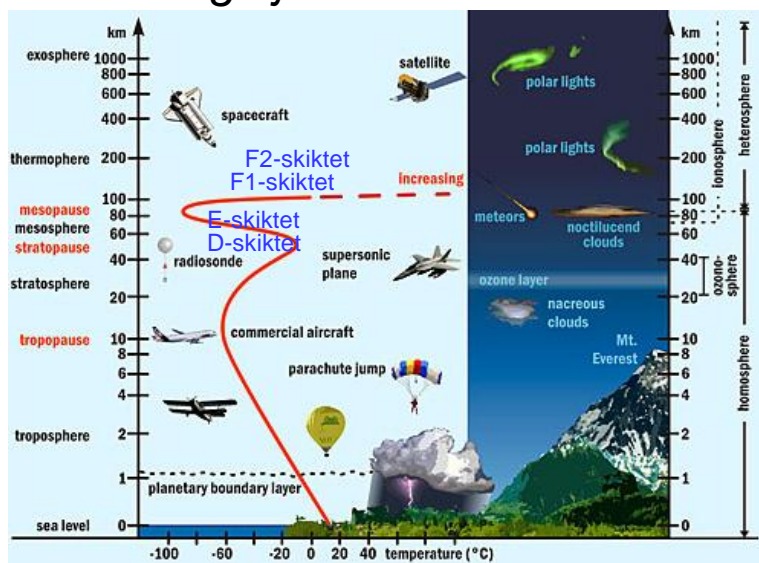 km
km
exosphere
1000
800
600
400
200
100
80
60
40
20
10
8
6
4
2
1
0
thermophere
mesopause
mesosphere
stratopause
stratosphere
tropopause
troposphere
sea level
spacecraft
satellite
F2-skiktet
F1-skiktet
increasing
E-skiktet
D-skiktet
radiosonde
supersonic
plane
commercial aircraft
parachute jump
planetary boundary layer
polar lights
polar lights
meteors
noctilucend
clouds
ozone layer
nacreous
clouds
Mt.
Everest
1000
800
600
400
200
100
80
60
40
20
10
8
6
4
2
1
0
ionosphere
heterosphere
ozono-
sphere
homosphere
-100
-60
-20
0
20
40
temperature (°C)